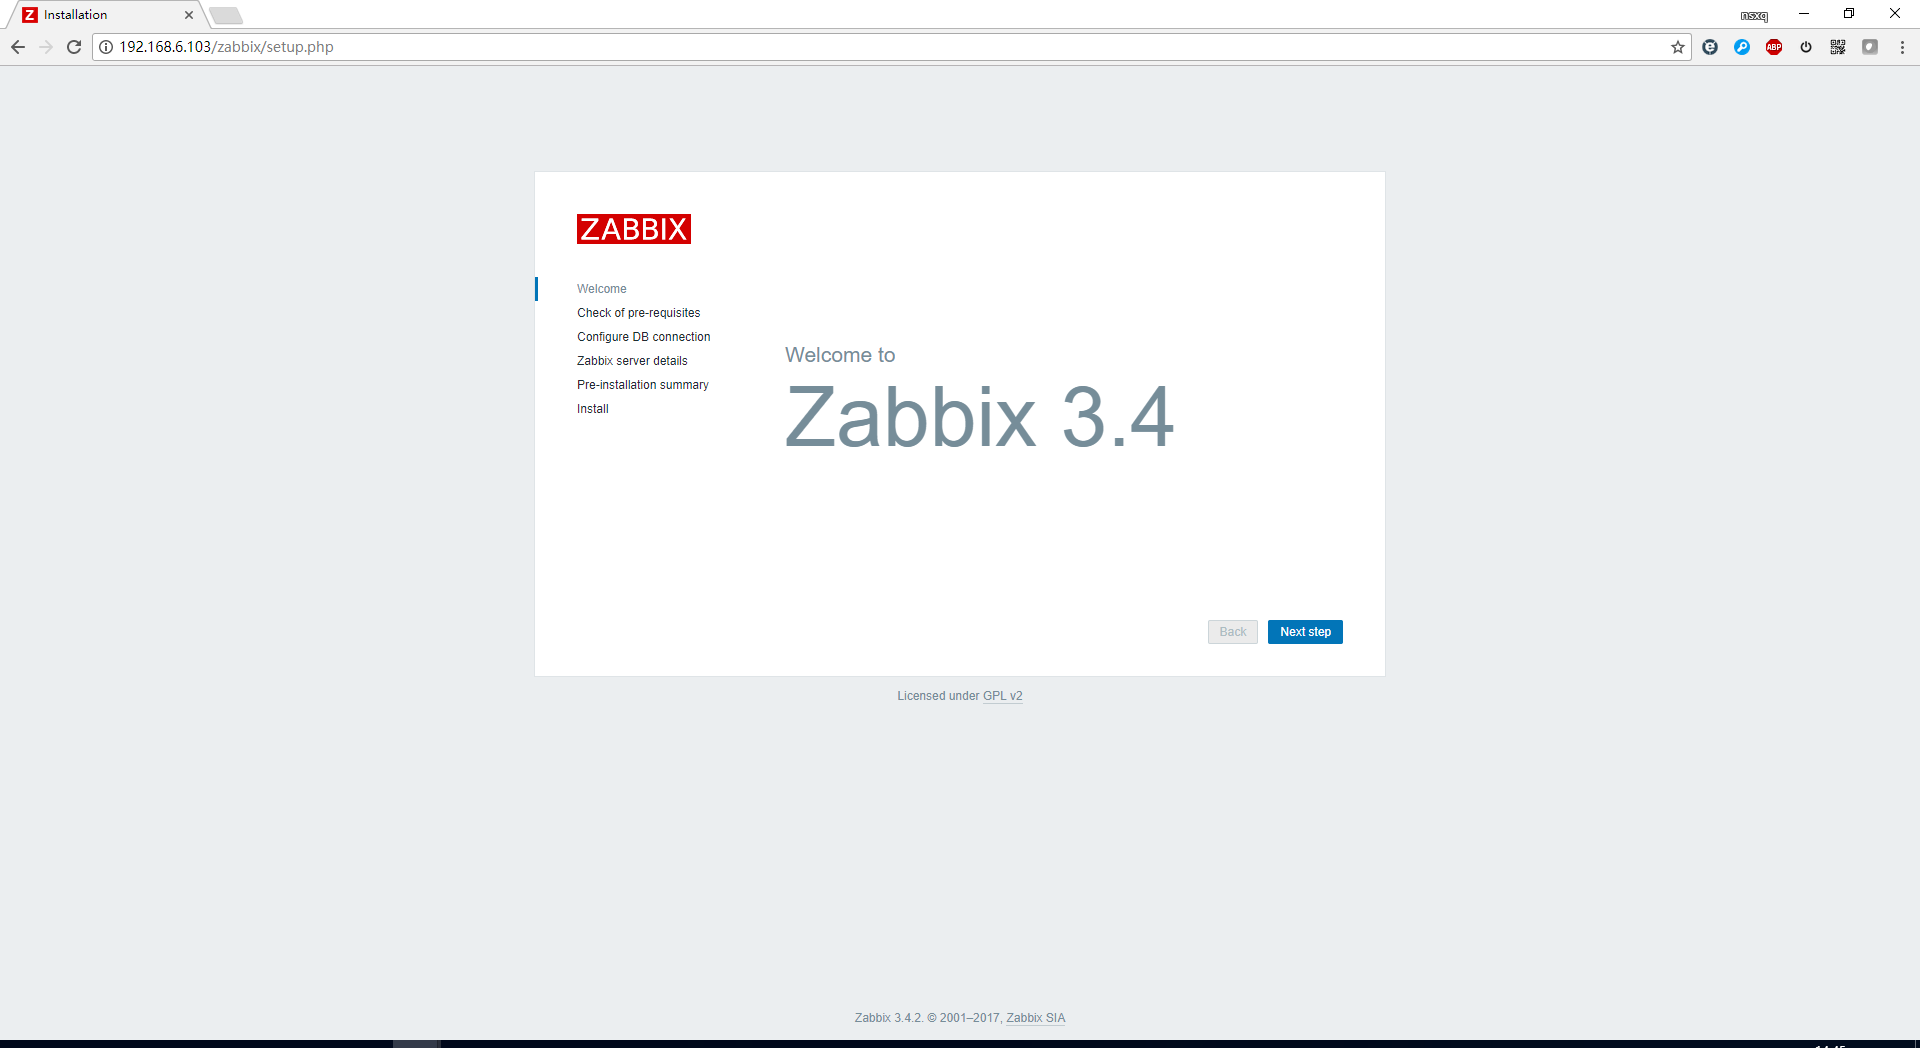 Installation
nsxq
192.168.6.103/zabbix/setup.php
ABP
ZABBIX
Welcome
Check of pre-requisites
Configure DB connection
Zabbix server details
Pre-installation summary
Install
Welcome to
Zabbix 3.4
Back
Next step
Licensed under GPL v2
Zabbix 3.4.2. © 2001–2017, Zabbix SIA